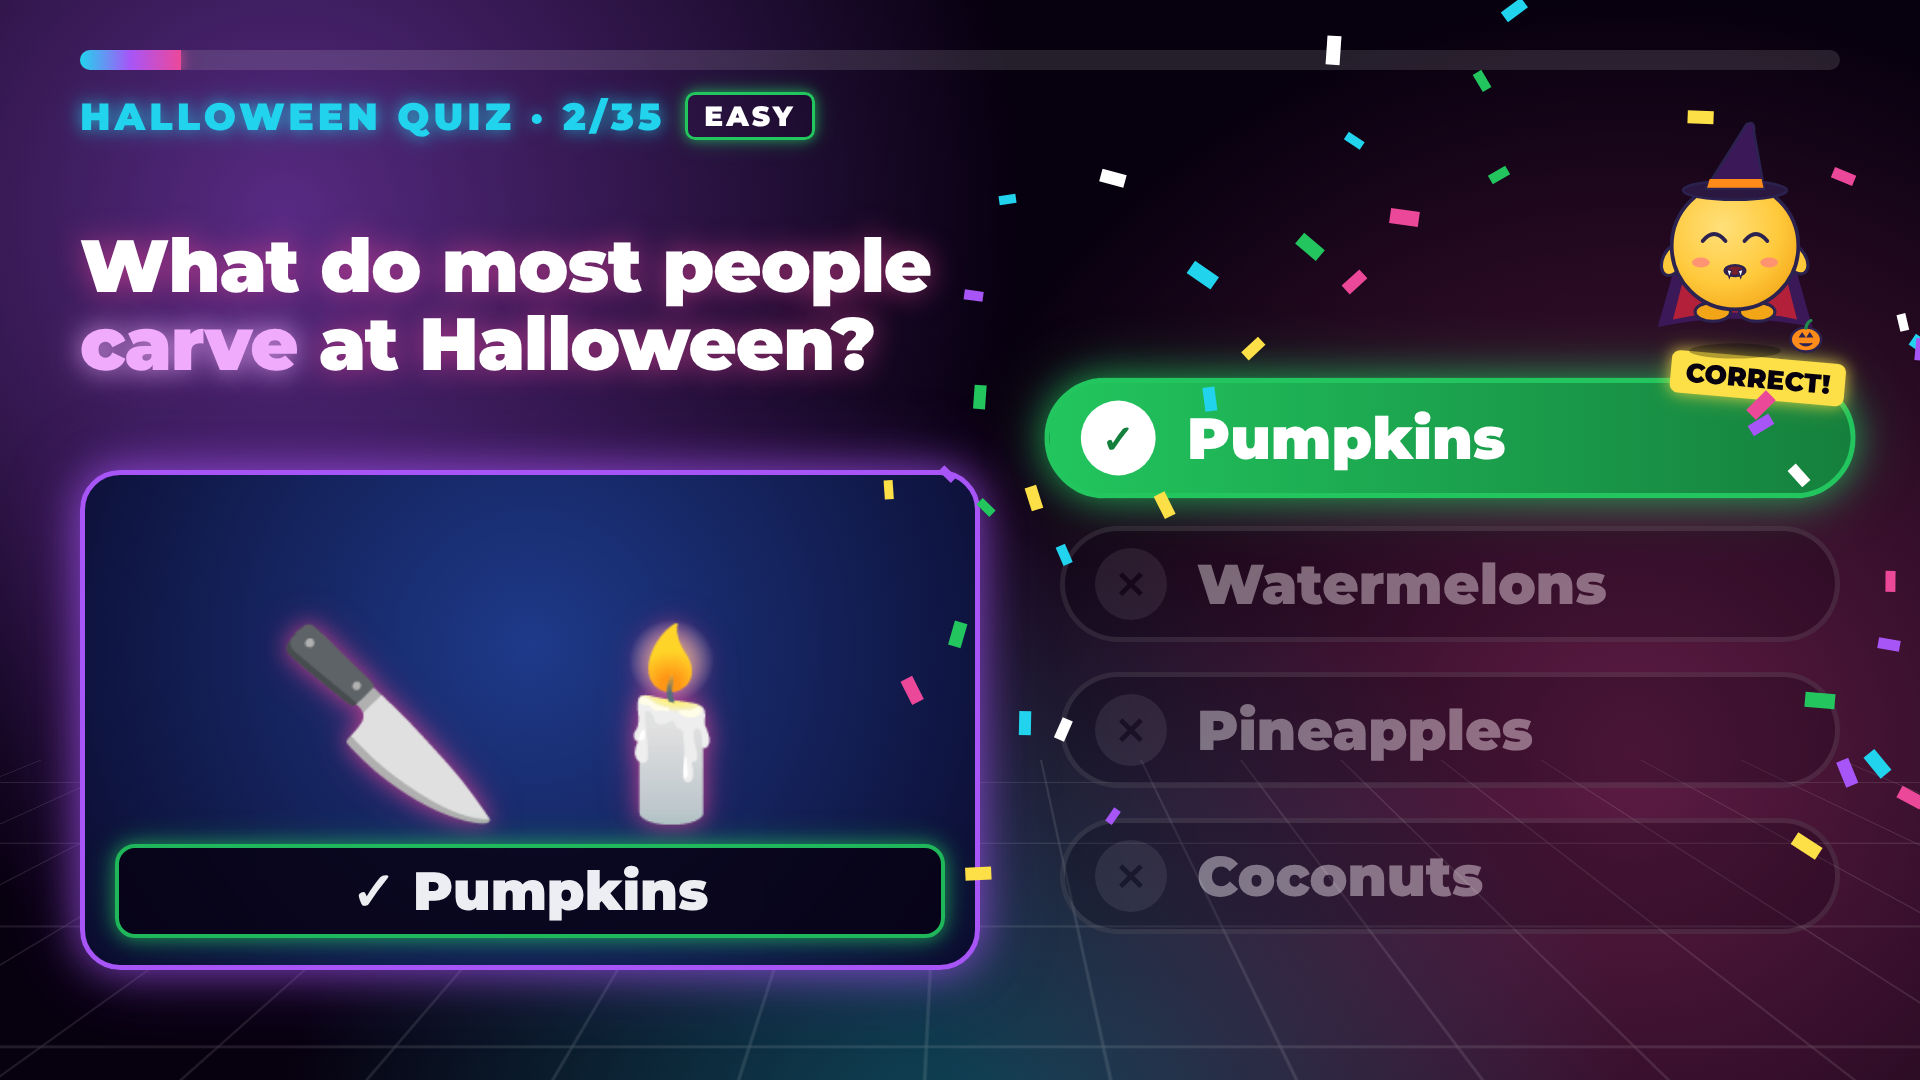 HALLOWEEN QUIZ · 2/35 EASY
What do most people
carve at Halloween?
✓ Pumpkins
CORRECT!
✓ Pumpkins
✕ Watermelons
✕ Pineapples
✕ Coconuts